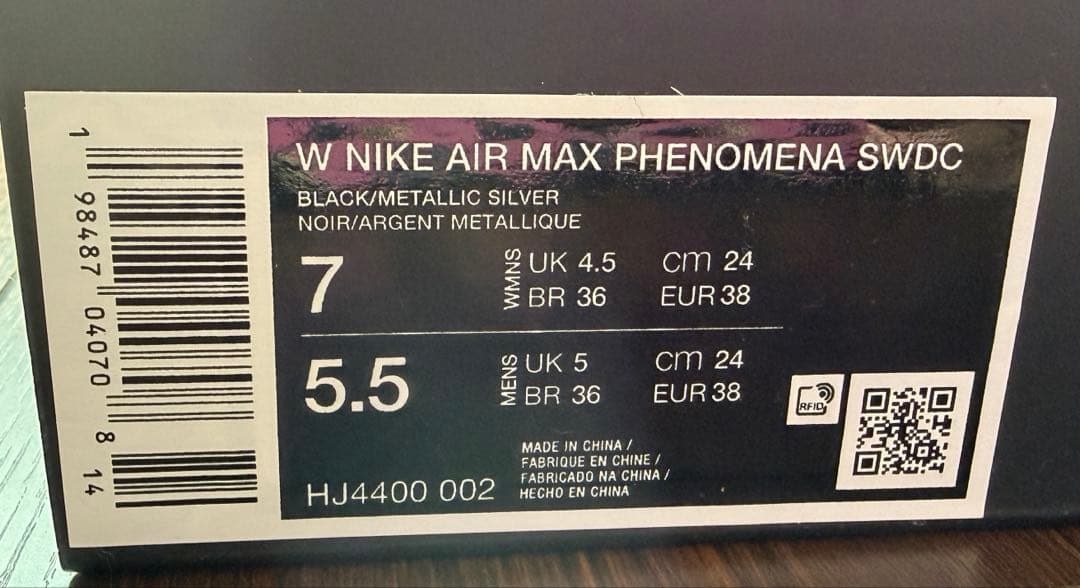 W NIKE AIR MAX PHENOMENA SWDC
BLACK/METALLIC SILVER
NOIR/ARGENT METALLIQUE
7
WMNS
UK 4.5 cm 24
BR 36 EUR 38
5.5
MENS
UK 5 cm 24
BR 36 EUR 38
HJ4400 002
MADE IN CHINA /
FABRIQUE EN CHINE /
FABRICADO NA CHINA /
HECHO EN CHINA
RFID
1 98487 04070 8 14